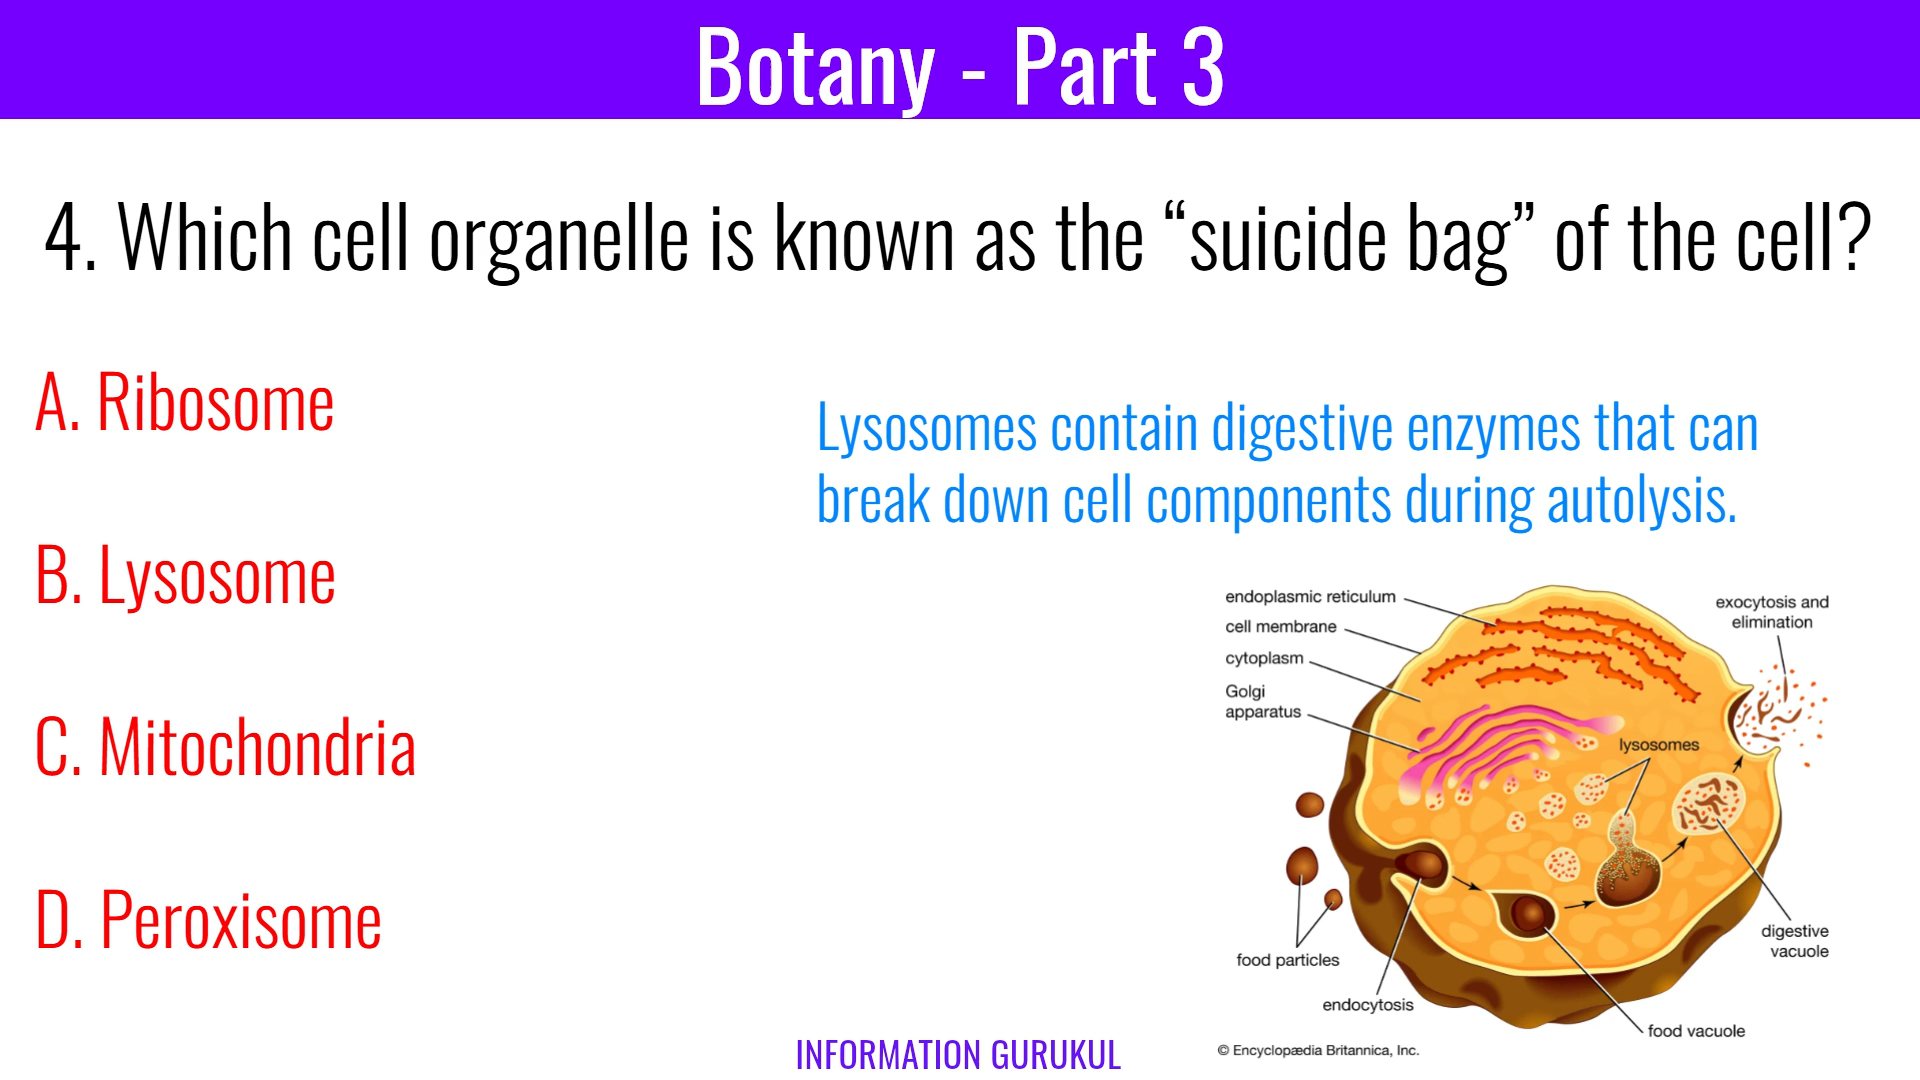 Botany - Part 3
4. Which cell organelle is known as the “suicide bag” of the cell?
A. Ribosome
B. Lysosome
C. Mitochondria
D. Peroxisome
Lysosomes contain digestive enzymes that can
break down cell components during autolysis.
endoplasmic reticulum
cell membrane
cytoplasm
Golgi
apparatus
exocytosis and
elimination
lysosomes
food particles
endocytosis
digestive
vacuole
food vacuole
© Encyclopædia Britannica, Inc.
INFORMATION GURUKUL